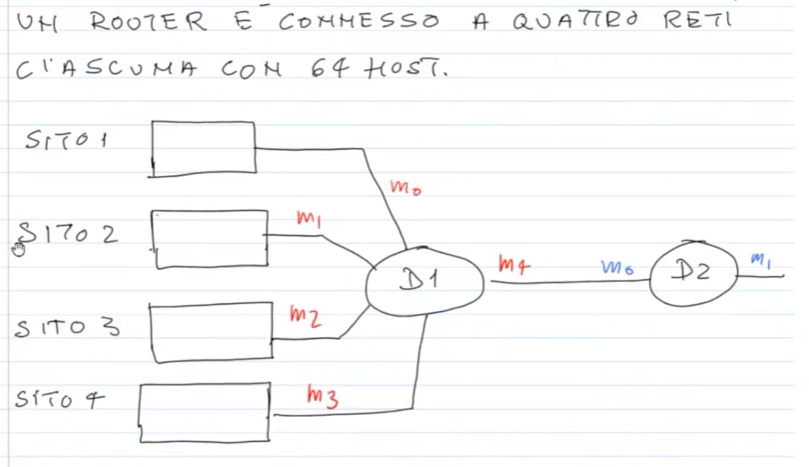 UN ROUTER E' CONNESSO A QUATTRO RETI
CIASCUNA CON 64 HOST.
SITO 1
m0
SITO 2
m1
D1
m4
m0
D2
m1
SITO 3
m2
SITO 4
m3